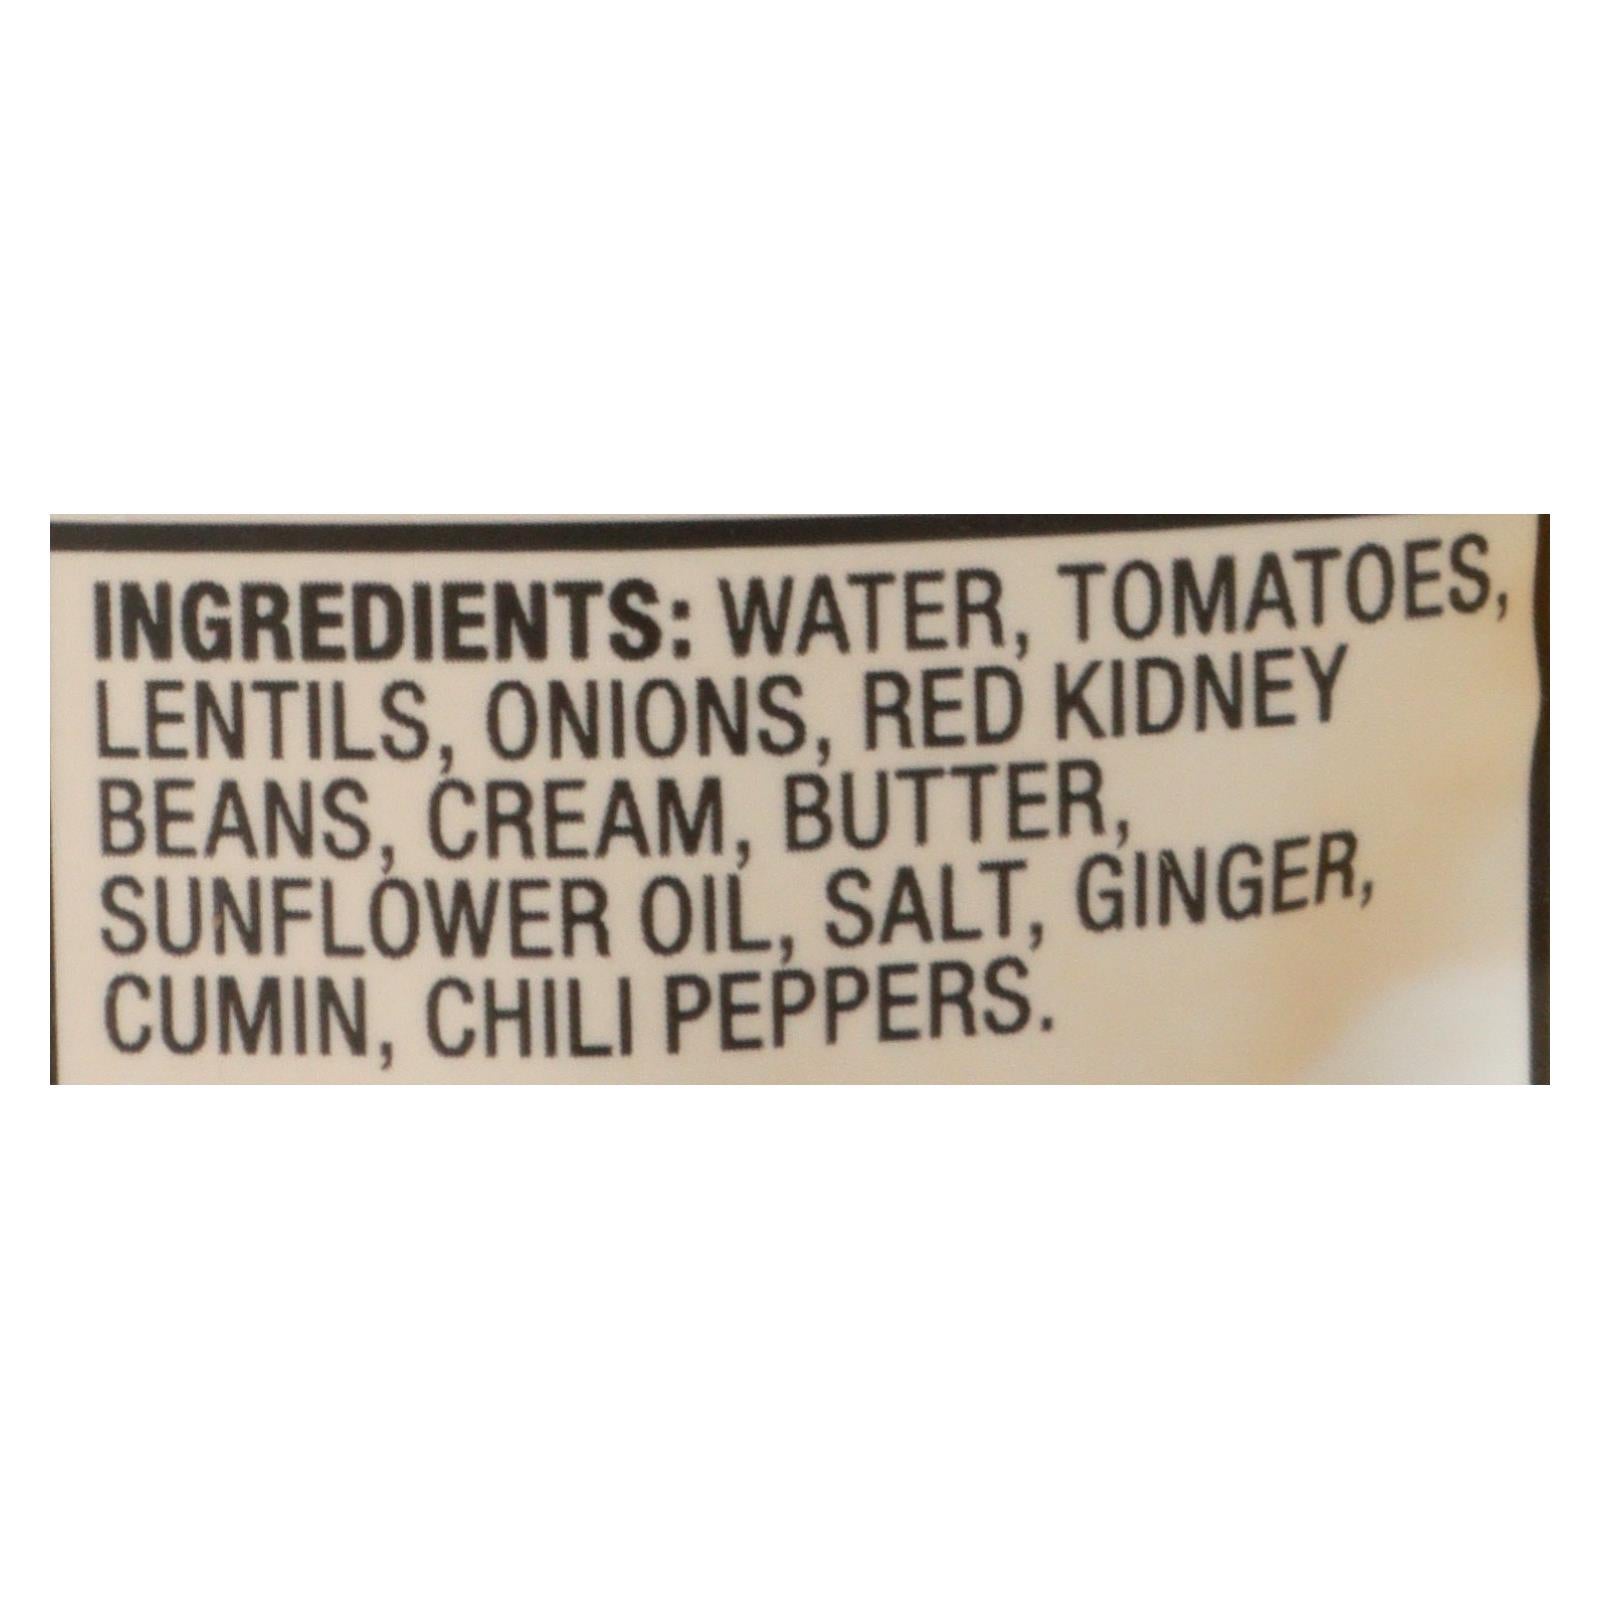 INGREDIENTS: WATER, TOMATOES,
LENTILS, ONIONS, RED KIDNEY
BEANS, CREAM, BUTTER,
SUNFLOWER OIL, SALT, GINGER,
CUMIN, CHILI PEPPERS.